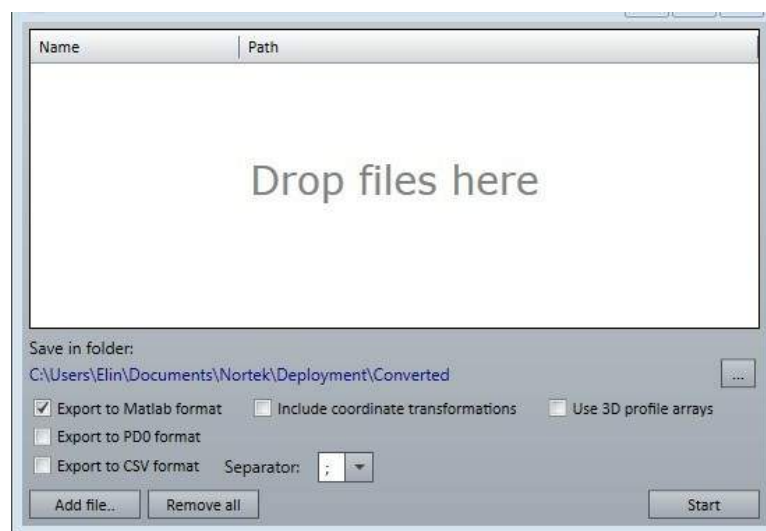 Name Path
Drop files here
Save in folder:
C:\Users\Elin\Documents\Nortek\Deployment\Converted ...
Export to Matlab format Include coordinate transformations Use 3D profile arrays
Export to PD0 format
Export to CSV format Separator: ;
Add file.. Remove all Start